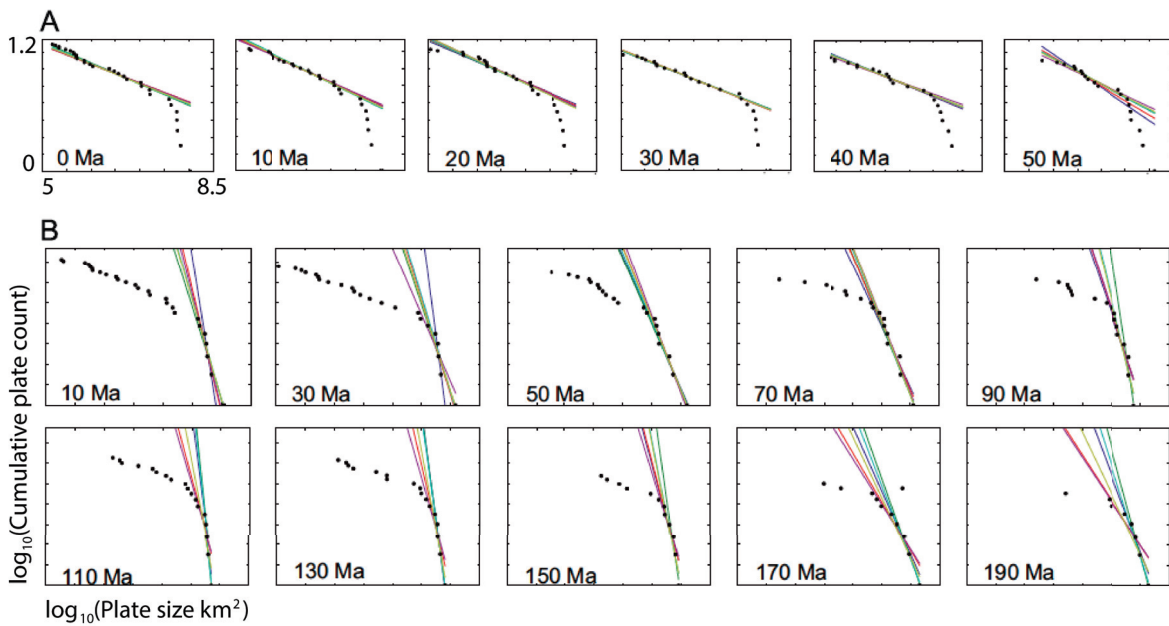 A
1.2
0
5
8.5
0 Ma
10 Ma
20 Ma
30 Ma
40 Ma
50 Ma
B
log₁₀(Cumulative plate count)
10 Ma
30 Ma
50 Ma
70 Ma
90 Ma
110 Ma
130 Ma
150 Ma
170 Ma
190 Ma
log₁₀(Plate size km²)